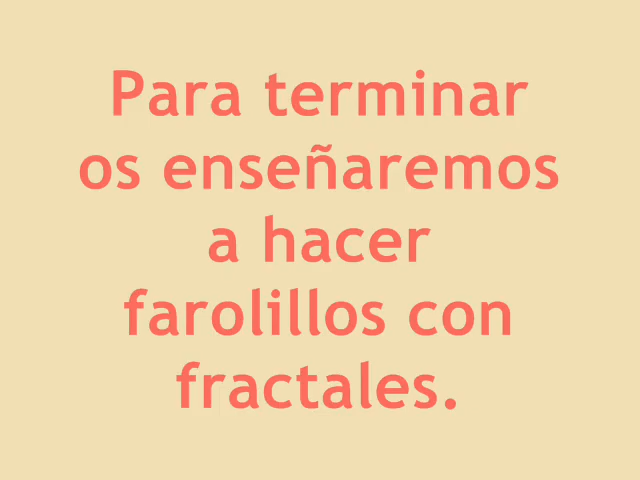 Para terminar
os enseñaremos
a hacer
farolillos con
fractales.